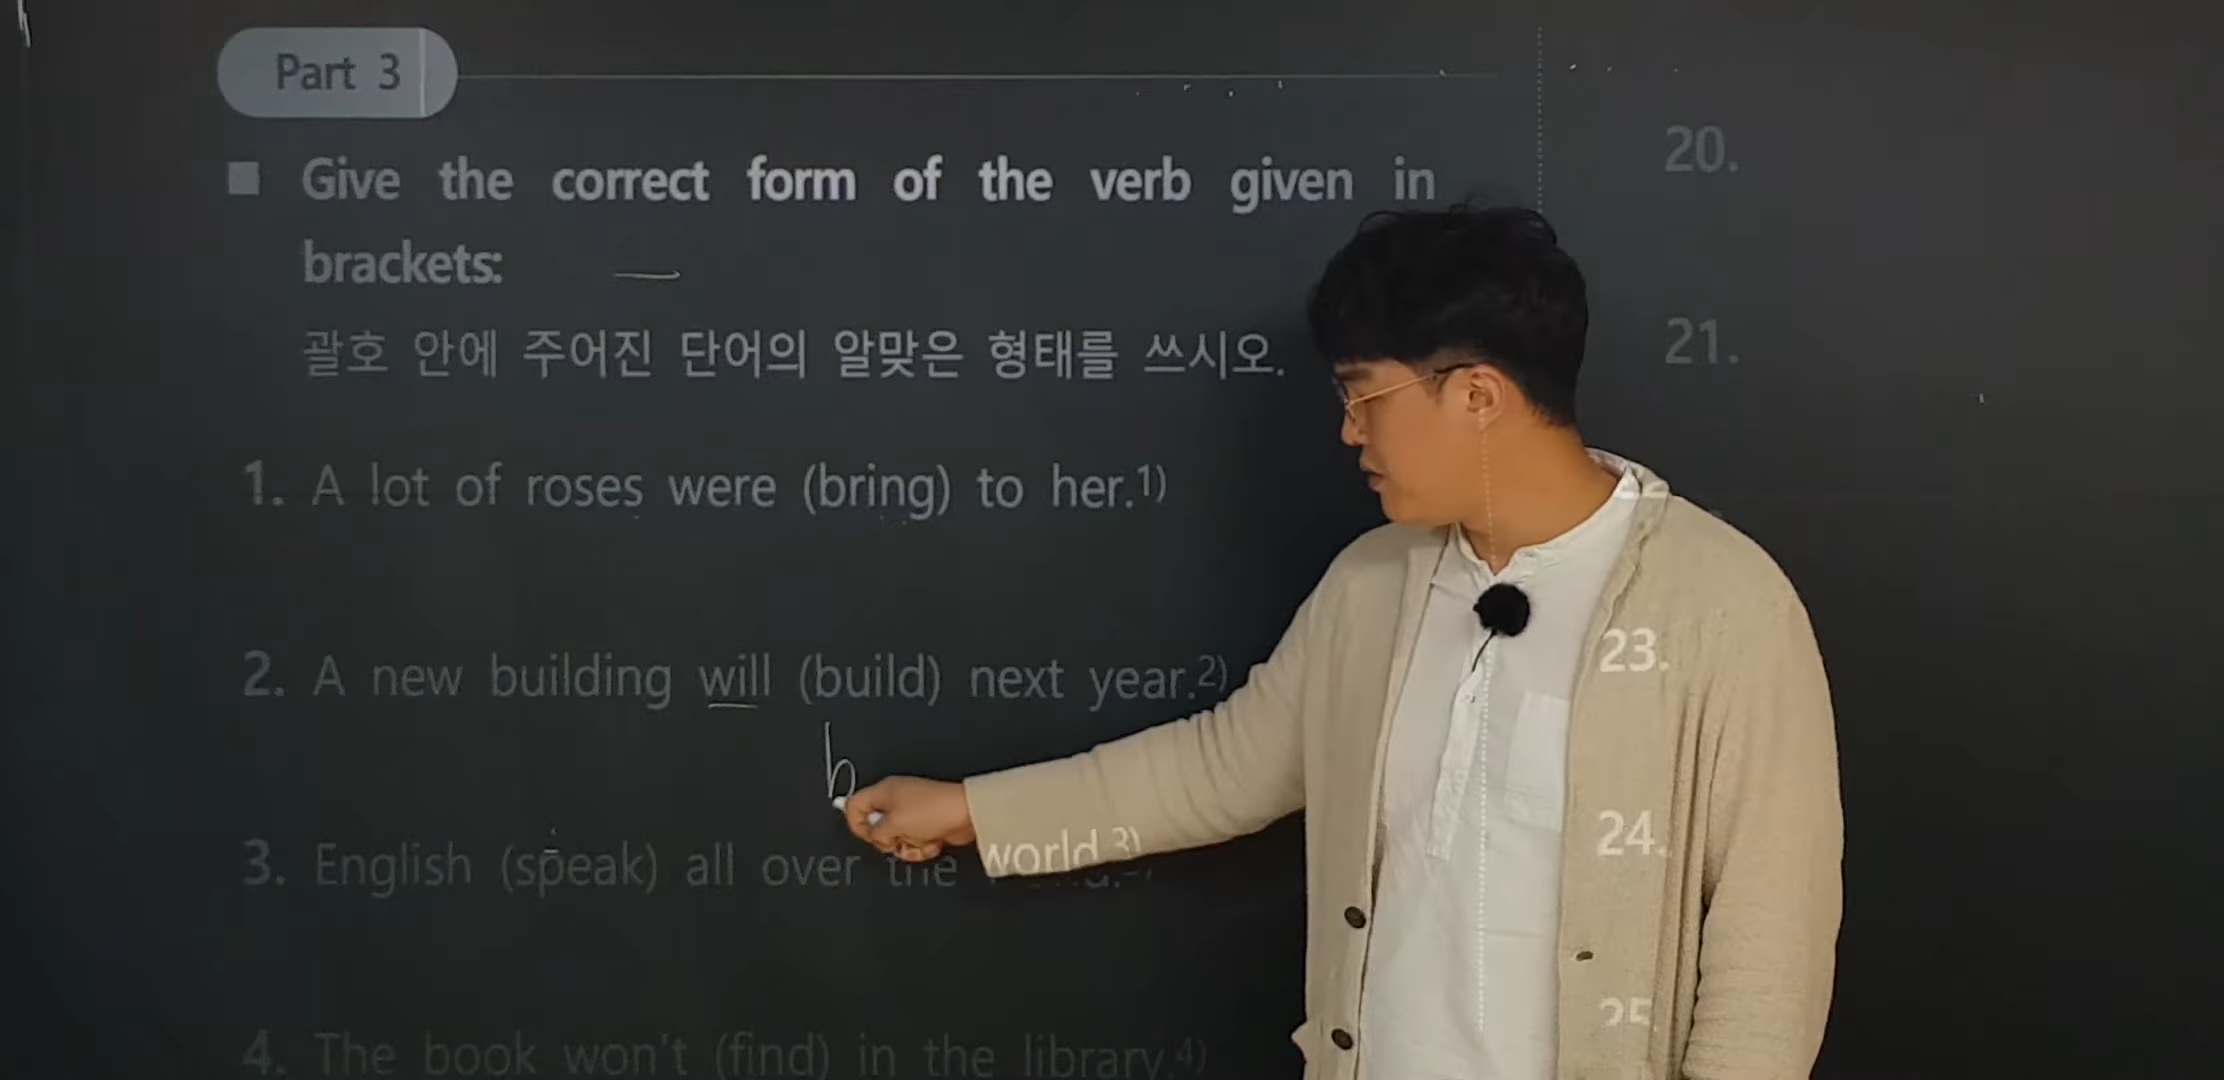 Part 3
■ Give the correct form of the verb given in
brackets:
괄호 안에 주어진 단어의 알맞은 형태를 쓰시오.
1. A lot of roses were (bring) to her.1)
2. A new building will (build) next year.2)
b
3. English (speak) all over the world.3)
4. The book won't (find) in the library.4)
20.
21.
22
23.
24.
25.